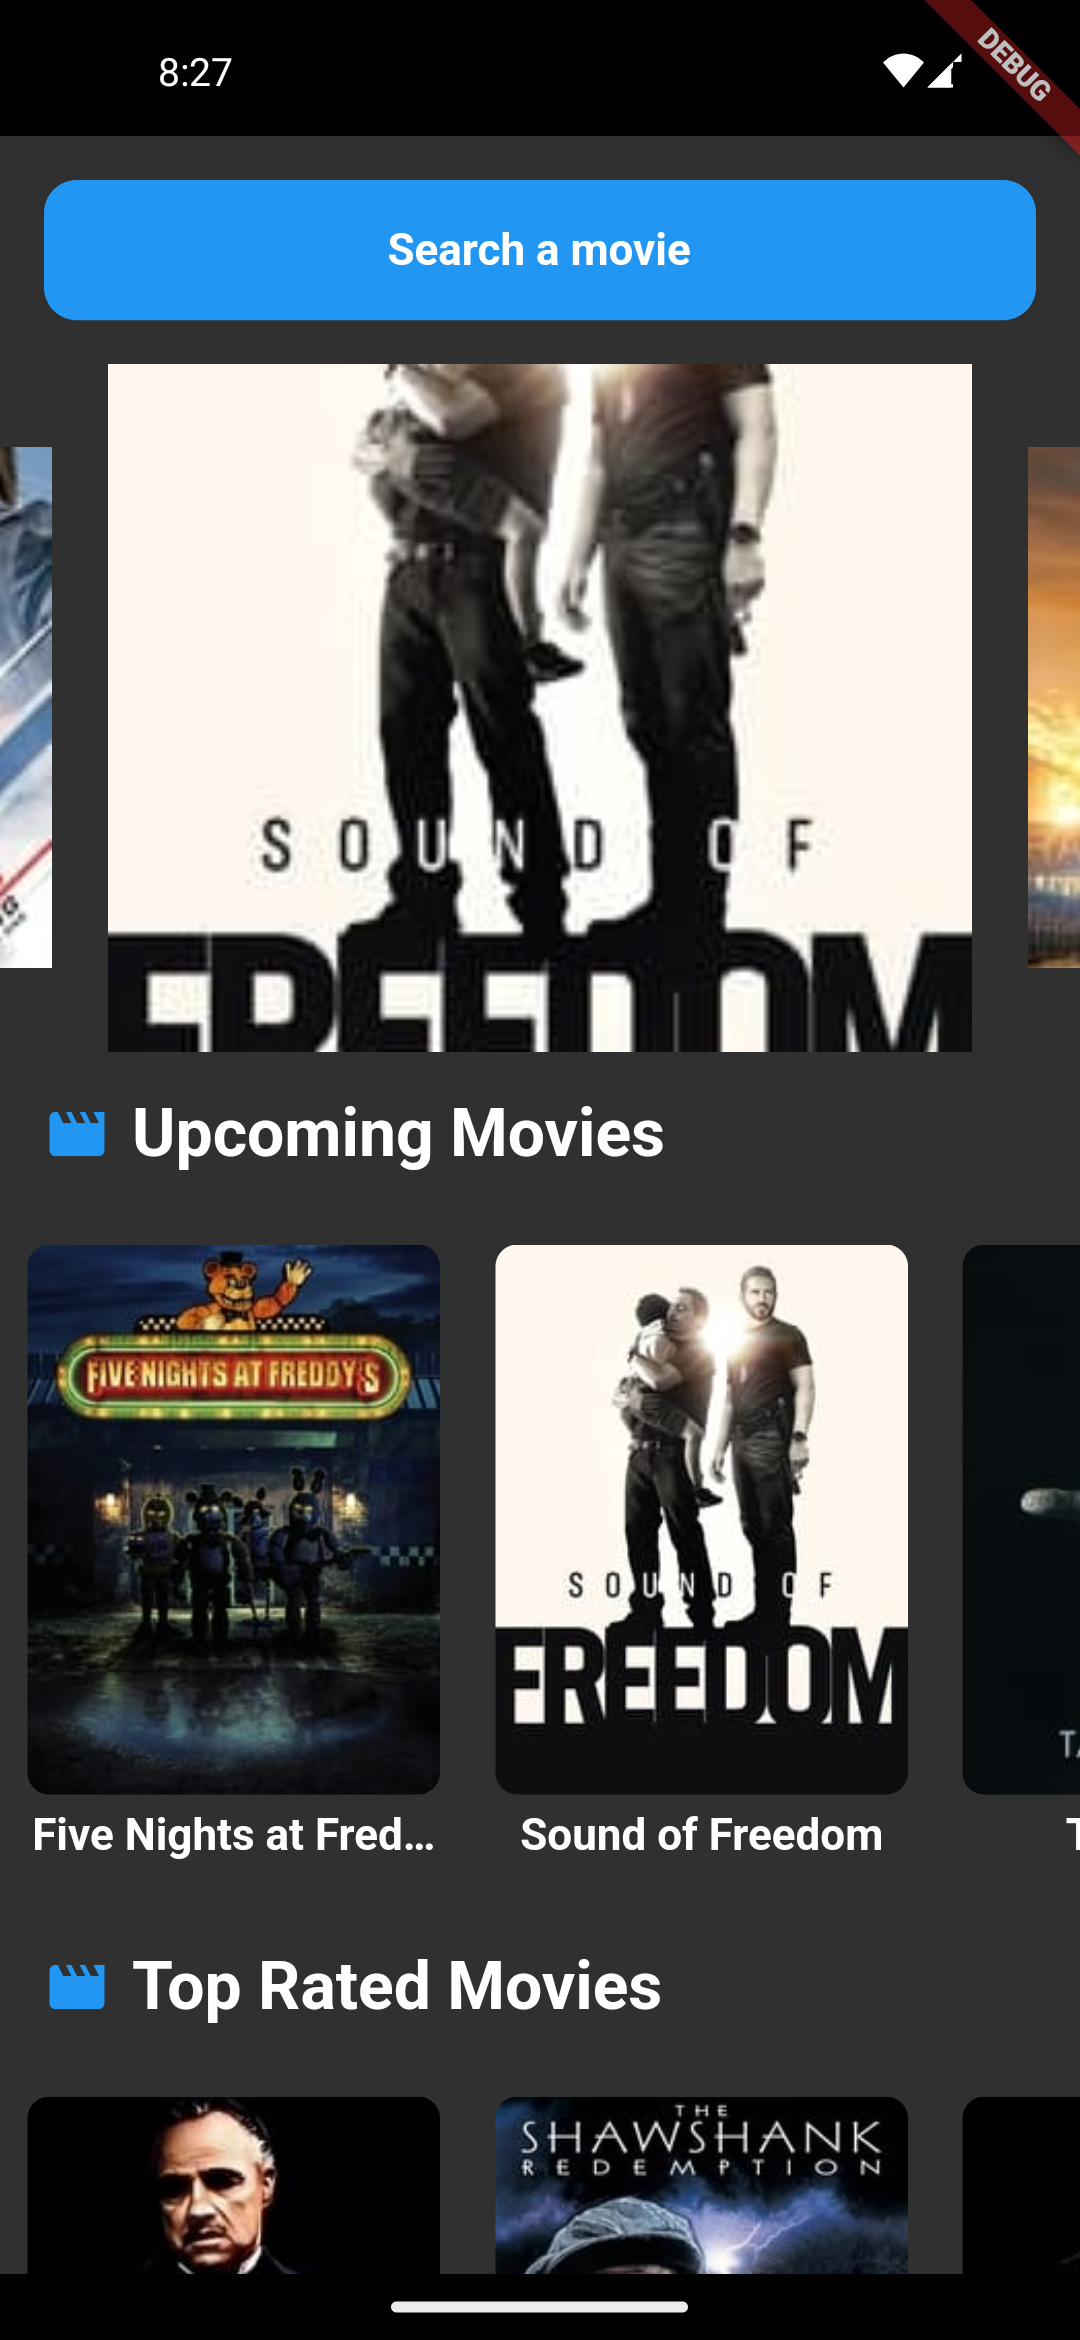 8:27
DEBUG
Search a movie
SOUND OF
FREEDOM
Upcoming Movies
FIVE NIGHTS AT FREDDY'S
SOUND OF
FREEDOM
Five Nights at Fred...
Sound of Freedom
Top Rated Movies
THE
SHAWSHANK
REDEMPTION